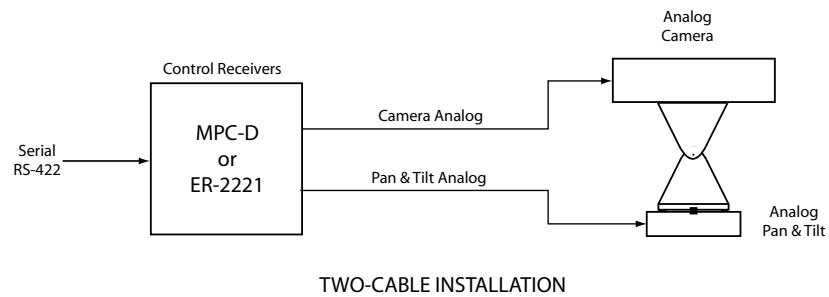 Analog
Camera
Control Receivers
Camera Analog
MPC-D
or
ER-2221
Serial
RS-422
Pan & Tilt Analog
Analog
Pan & Tilt
TWO-CABLE INSTALLATION